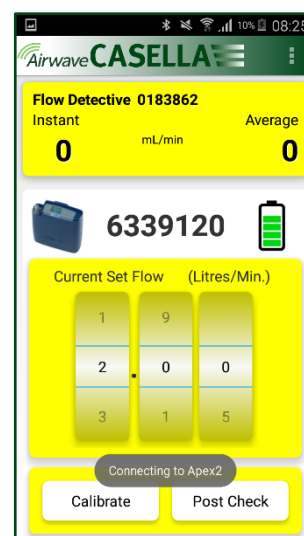 10% 08:25
Airwave CASELLA
Flow Detective 0183862
Instant Average
mL/min
0 0
6339120
Current Set Flow (Litres/Min.)
1 9
2 . 0 0
3 1 5
Connecting to Apex2
Calibrate Post Check